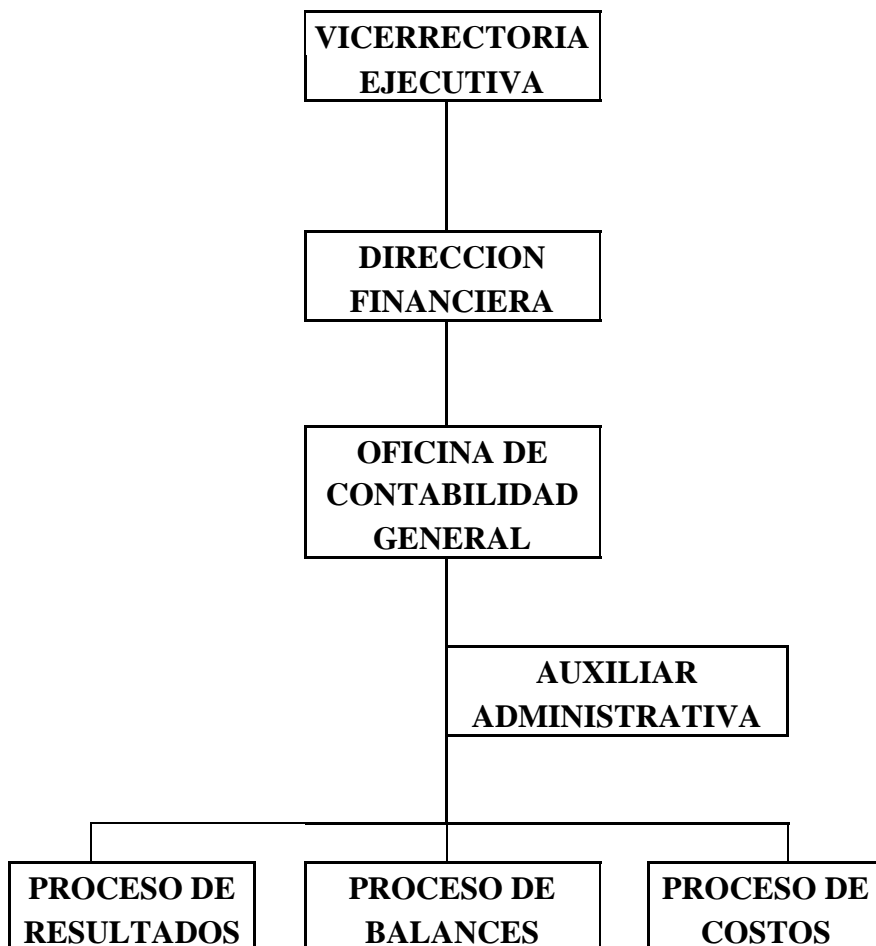 VICERRECTORIA
EJECUTIVA
DIRECCION
FINANCIERA
OFICINA DE
CONTABILIDAD
GENERAL
AUXILIAR
ADMINISTRATIVA
PROCESO DE
RESULTADOS
PROCESO DE
BALANCES
PROCESO DE
COSTOS